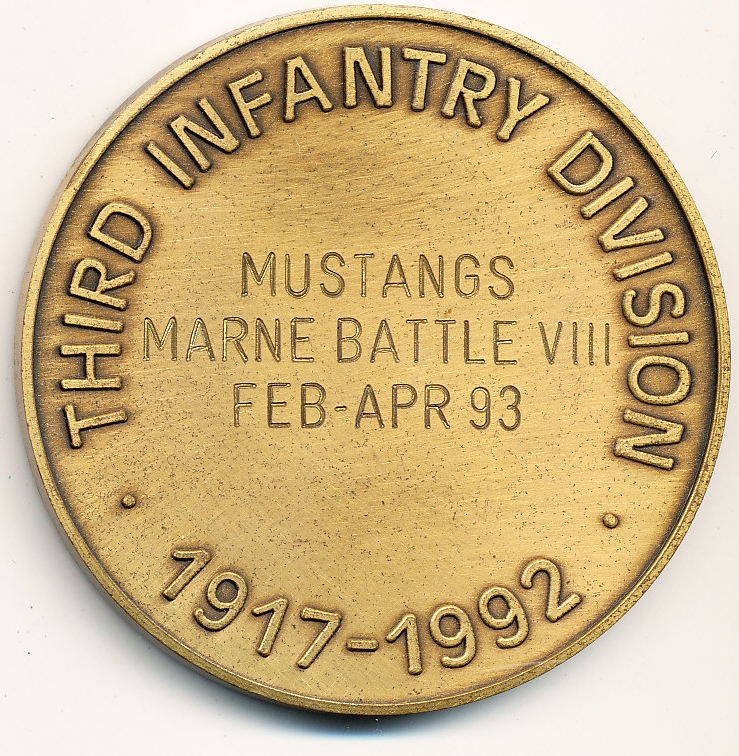 THIRD INFANTRY DIVISION
MUSTANGS
MARNE BATTLE VIII
FEB-APR 93
• 1917-1992 •